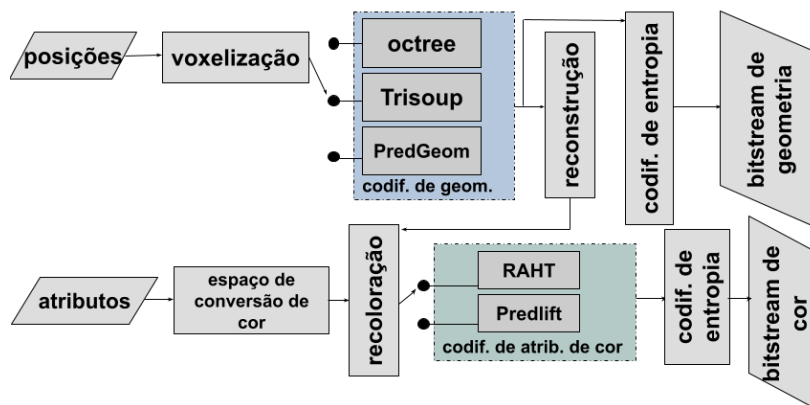 posições
voxelização
octree
Trisoup
PredGeom
codif. de geom.
reconstrução
codif. de entropia
bitstream de
geometria
atributos
espaço de
conversão de
cor
recoloração
RAHT
Predlift
codif. de atrib. de cor
codif. de
entropia
bitstream de
cor